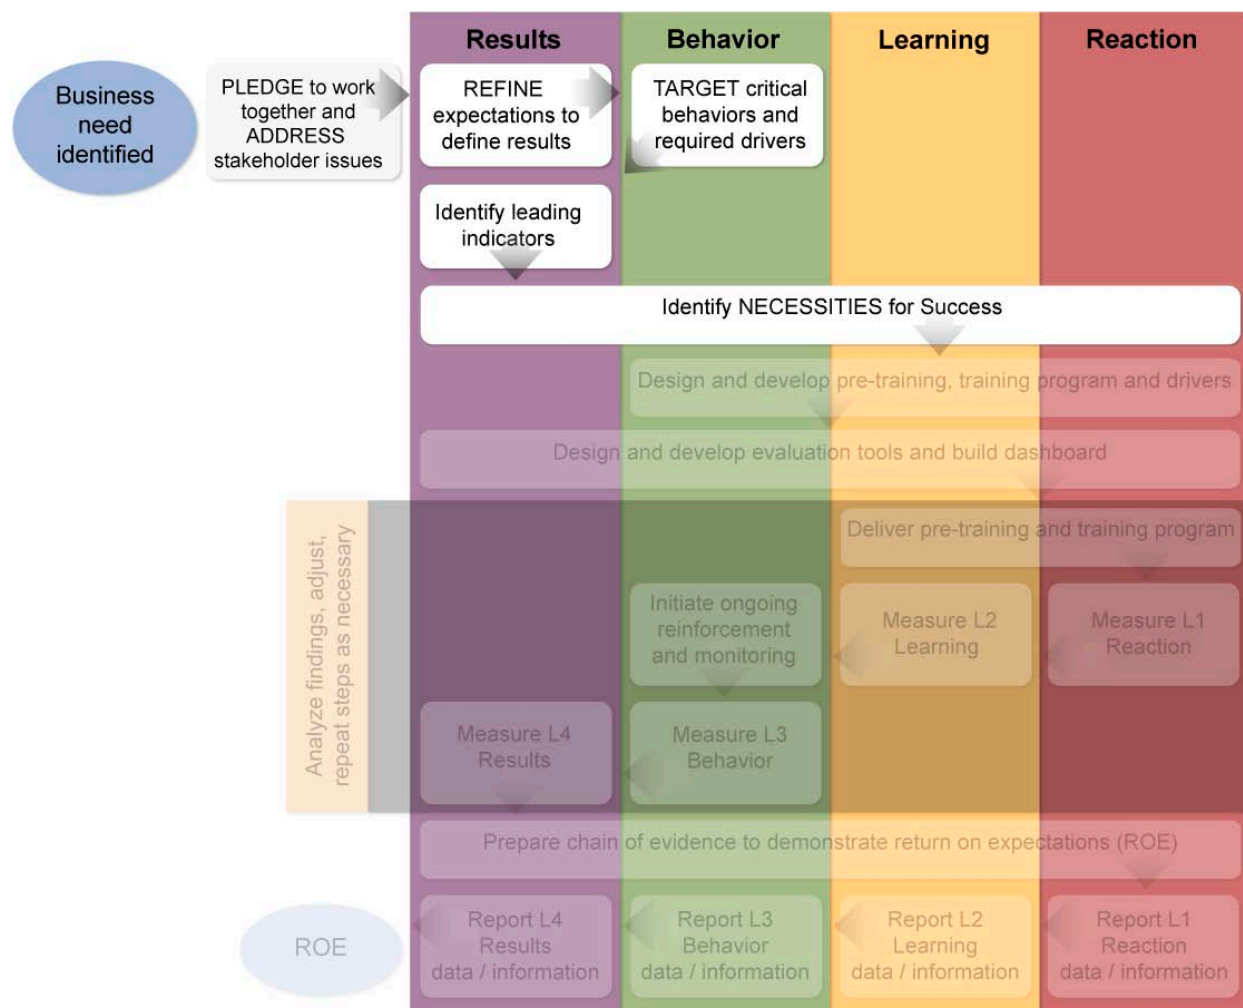 Results
Behavior
Learning
Reaction
Business
need
identified
PLEDGE to work
together and
ADDRESS
stakeholder issues
REFINE
expectations to
define results
TARGET critical
behaviors and
required drivers
Identify leading
indicators
Identify NECESSITIES for Success
Design and develop pre-training, training program and drivers
Design and develop evaluation tools and build dashboard
Analyze findings, adjust,
repeat steps as necessary
Deliver pre-training and training program
Initiate ongoing
reinforcement
and monitoring
Measure L2
Learning
Measure L1
Reaction
Measure L4
Results
Measure L3
Behavior
Prepare chain of evidence to demonstrate return on expectations (ROE)
ROE
Report L4
Results
data / information
Report L3
Behavior
data / information
Report L2
Learning
data / information
Report L1
Reaction
data / information